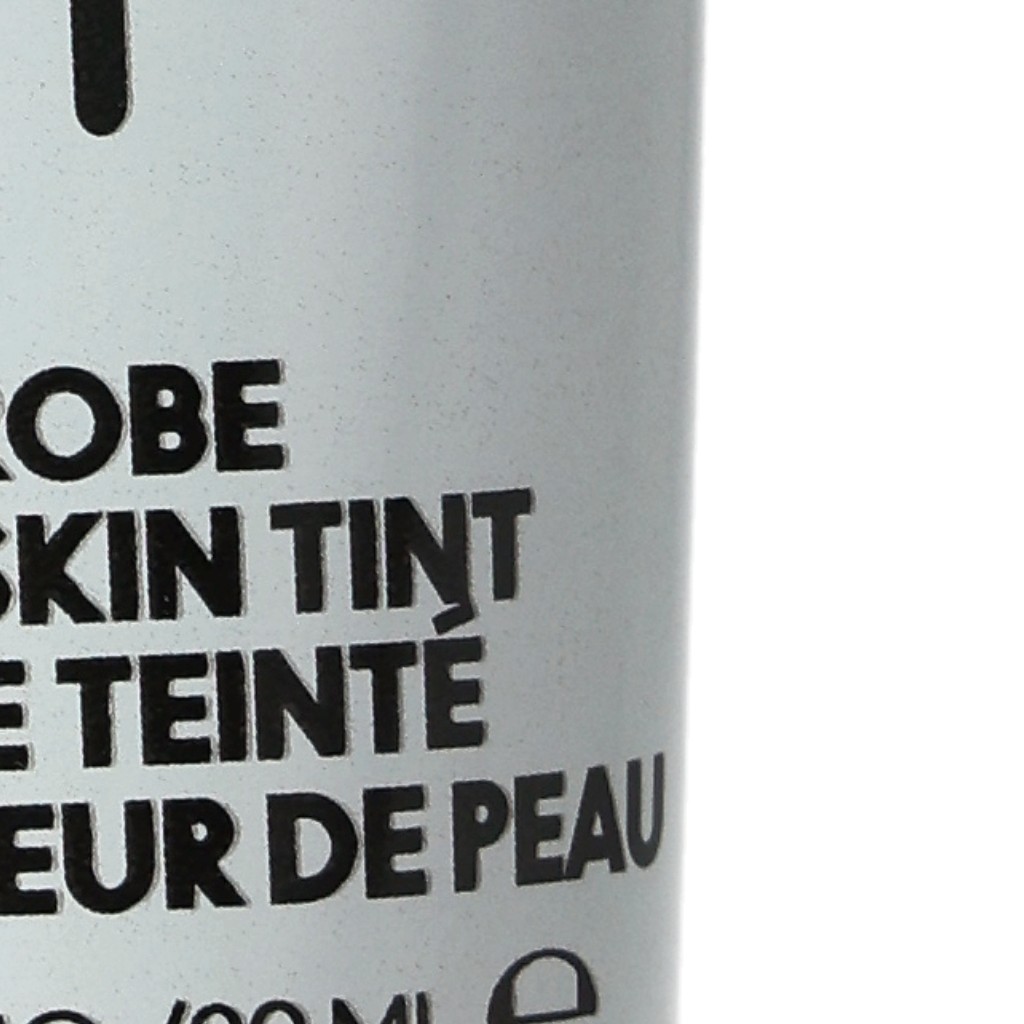 ROBE
SKIN TINT
E TEINTÉ
EUR DE PEAU